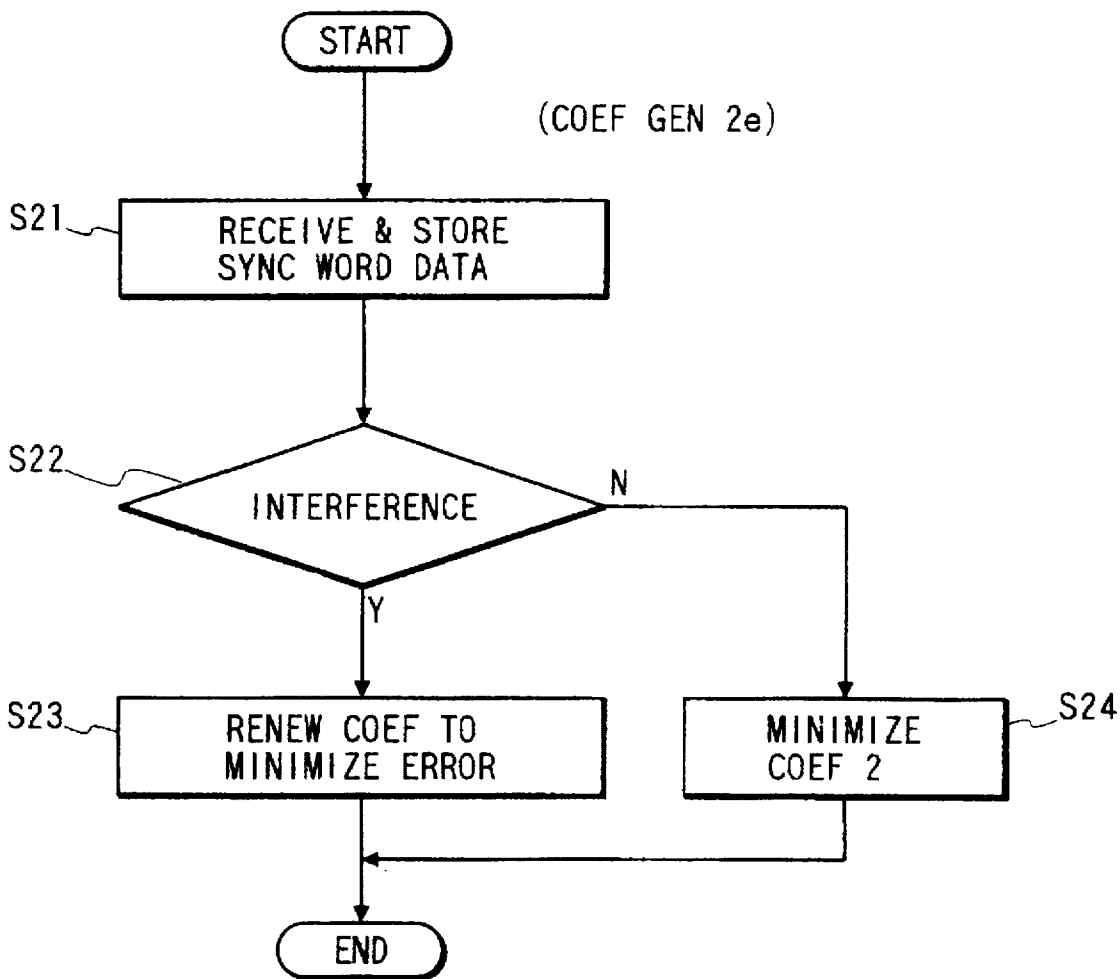 START
(COEF GEN 2e)
S21
RECEIVE & STORE
SYNC WORD DATA
S22
INTERFERENCE
N
Y
S23
RENEW COEF TO
MINIMIZE ERROR
S24
MINIMIZE
COEF 2
END